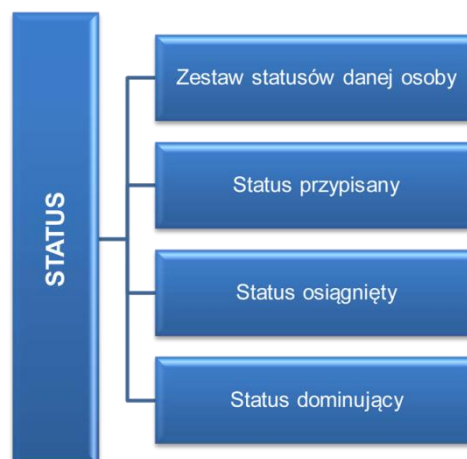 STATUS
Zestaw statusów danej osoby
Status przypisany
Status osiągnięty
Status dominujący